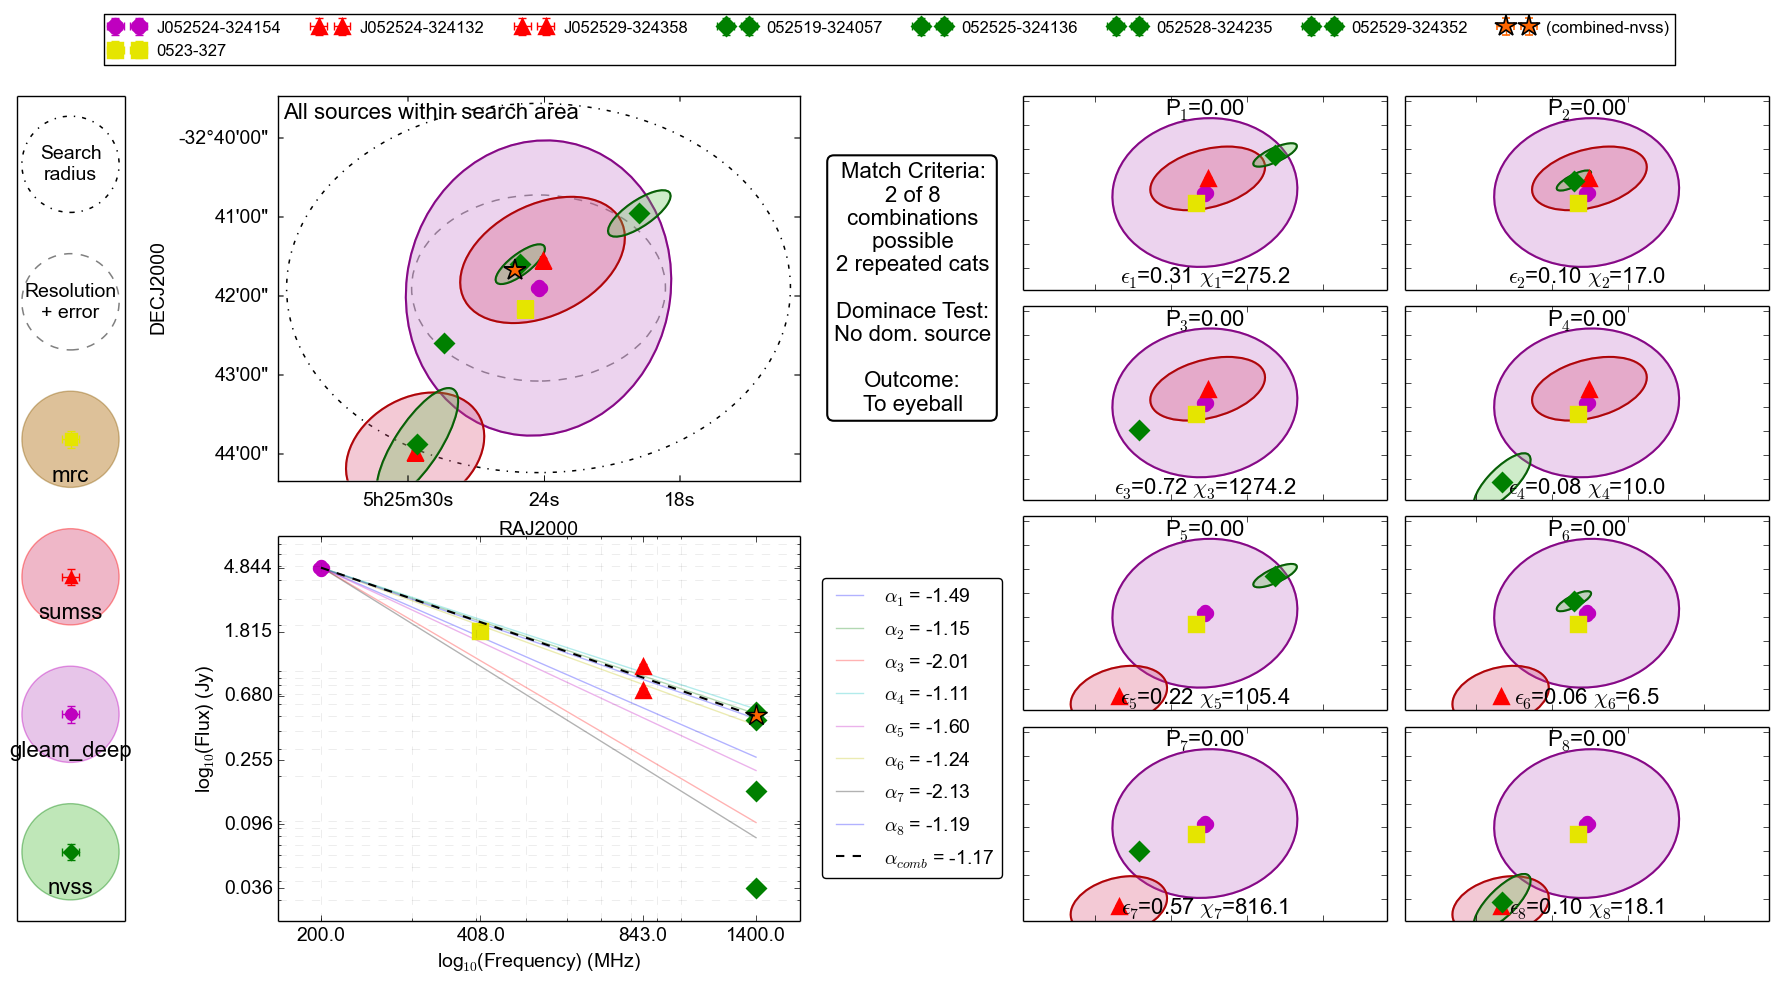 J052524-324154 J052524-324132 J052529-324358 052519-324057 052525-324136 052528-324235 052529-324352 (combined-nvss)
0523-327
Search
radius
Resolution
+ error
mrc
sumss
gleam_deep
nvss
All sources within search area
-32°40'00"
41'00"
42'00"
43'00"
44'00"
DECJ2000
5h25m30s 24s 18s
RAJ2000
Match Criteria:
2 of 8
combinations
possible
2 repeated cats
Dominace Test:
No dom. source
Outcome:
To eyeball
4.844
1.815
0.680
0.255
0.096
0.036
log10(Flux) (Jy)
200.0 408.0 843.0 1400.0
log10(Frequency) (MHz)
α1 = -1.49
α2 = -1.15
α3 = -2.01
α4 = -1.11
α5 = -1.60
α6 = -1.24
α7 = -2.13
α8 = -1.19
αcomb = -1.17
P1=0.00
ϵ1=0.31 χ1=275.2
P2=0.00
ϵ2=0.10 χ2=17.0
P3=0.00
ϵ3=0.72 χ3=1274.2
P4=0.00
ϵ4=0.08 χ4=10.0
P5=0.00
ϵ5=0.22 χ5=105.4
P6=0.00
ϵ6=0.06 χ6=6.5
P7=0.00
ϵ7=0.57 χ7=816.1
P8=0.00
ϵ8=0.10 χ8=18.1